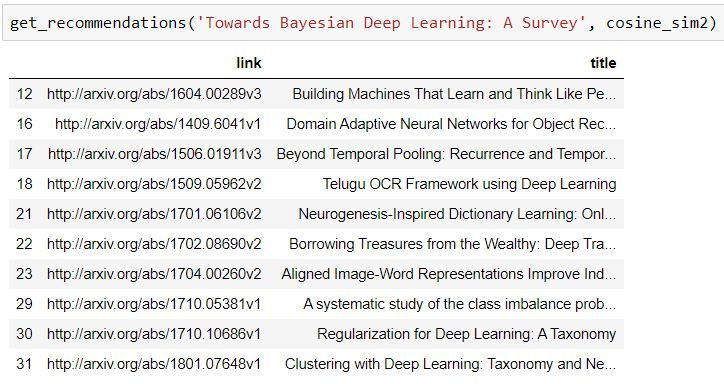 get_recommendations('Towards Bayesian Deep Learning: A Survey', cosine_sim2)
link title
12 http://arxiv.org/abs/1604.00289v3 Building Machines That Learn and Think Like Pe...
16 http://arxiv.org/abs/1409.6041v1 Domain Adaptive Neural Networks for Object Rec...
17 http://arxiv.org/abs/1506.01911v3 Beyond Temporal Pooling: Recurrence and Tempor...
18 http://arxiv.org/abs/1509.05962v2 Telugu OCR Framework using Deep Learning
21 http://arxiv.org/abs/1701.06106v2 Neurogenesis-Inspired Dictionary Learning: Onl...
22 http://arxiv.org/abs/1702.08690v2 Borrowing Treasures from the Wealthy: Deep Tra...
23 http://arxiv.org/abs/1704.00260v2 Aligned Image-Word Representations Improve Ind...
29 http://arxiv.org/abs/1710.05381v1 A systematic study of the class imbalance prob...
30 http://arxiv.org/abs/1710.10686v1 Regularization for Deep Learning: A Taxonomy
31 http://arxiv.org/abs/1801.07648v1 Clustering with Deep Learning: Taxonomy and Ne...